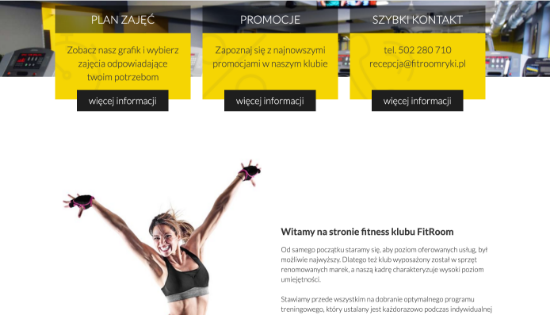 PLAN ZAJĘĆ
Zobacz nasz grafik i wybierz
zajęcia odpowiadające
twoim potrzebom
więcej informacji
PROMOCJE
Zapoznaj się z najnowszymi
promocjami w naszym klubie
więcej informacji
SZYBKI KONTAKT
tel. 502 280 710
recepcja@fitroomryki.pl
więcej informacji
Witamy na stronie fitness klubu FitRoom
Od samego początku staramy się, aby poziom oferowanych usług, był
możliwie najwyższy. Dlatego też klub wyposażony został w sprzęt
renomowanych marek, a naszą kadrę charakteryzuje wysoki poziom
umiejętności.
Stawiamy przede wszystkim na dobranie optymalnego programu
treningowego, który ustalany jest każdorazowo podczas indywidualnej